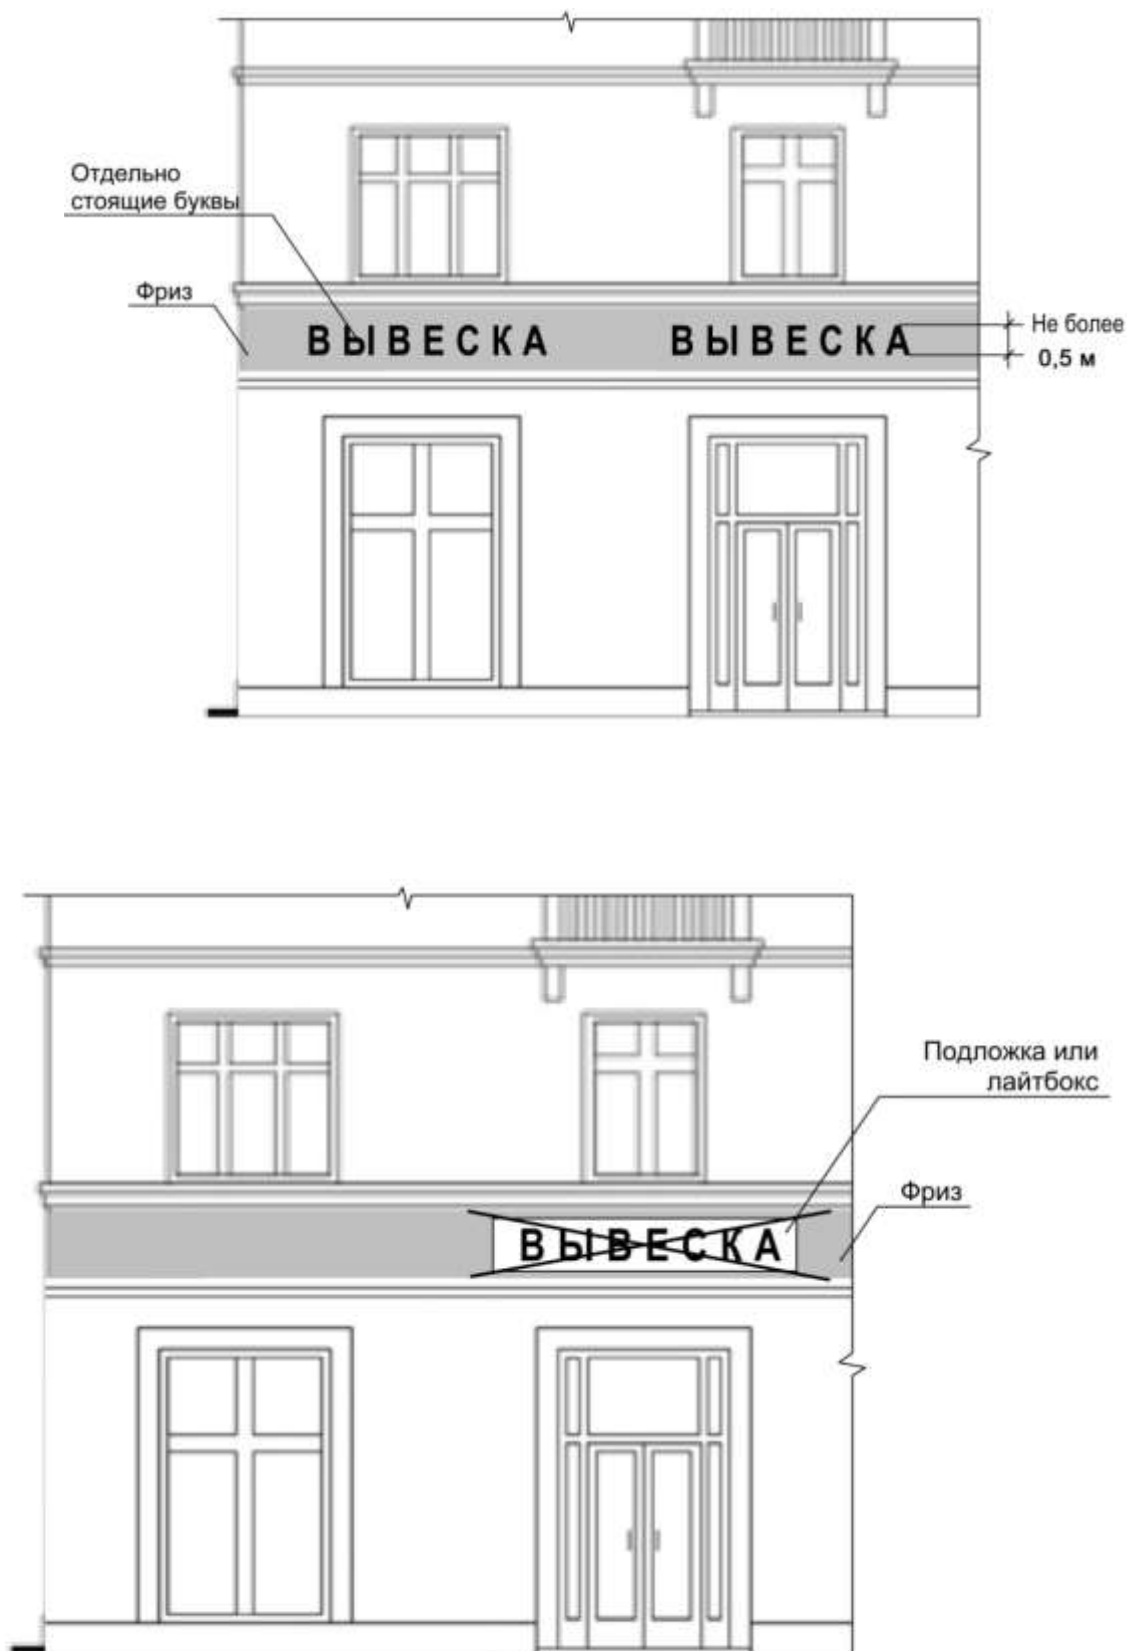 Отдельно
стоящие буквы
Фриз
ВЫВЕСКА ВЫВЕСКА
Не более
0,5 м
Подложка или
лайтбокс
Фриз
ВЫВЕСКА